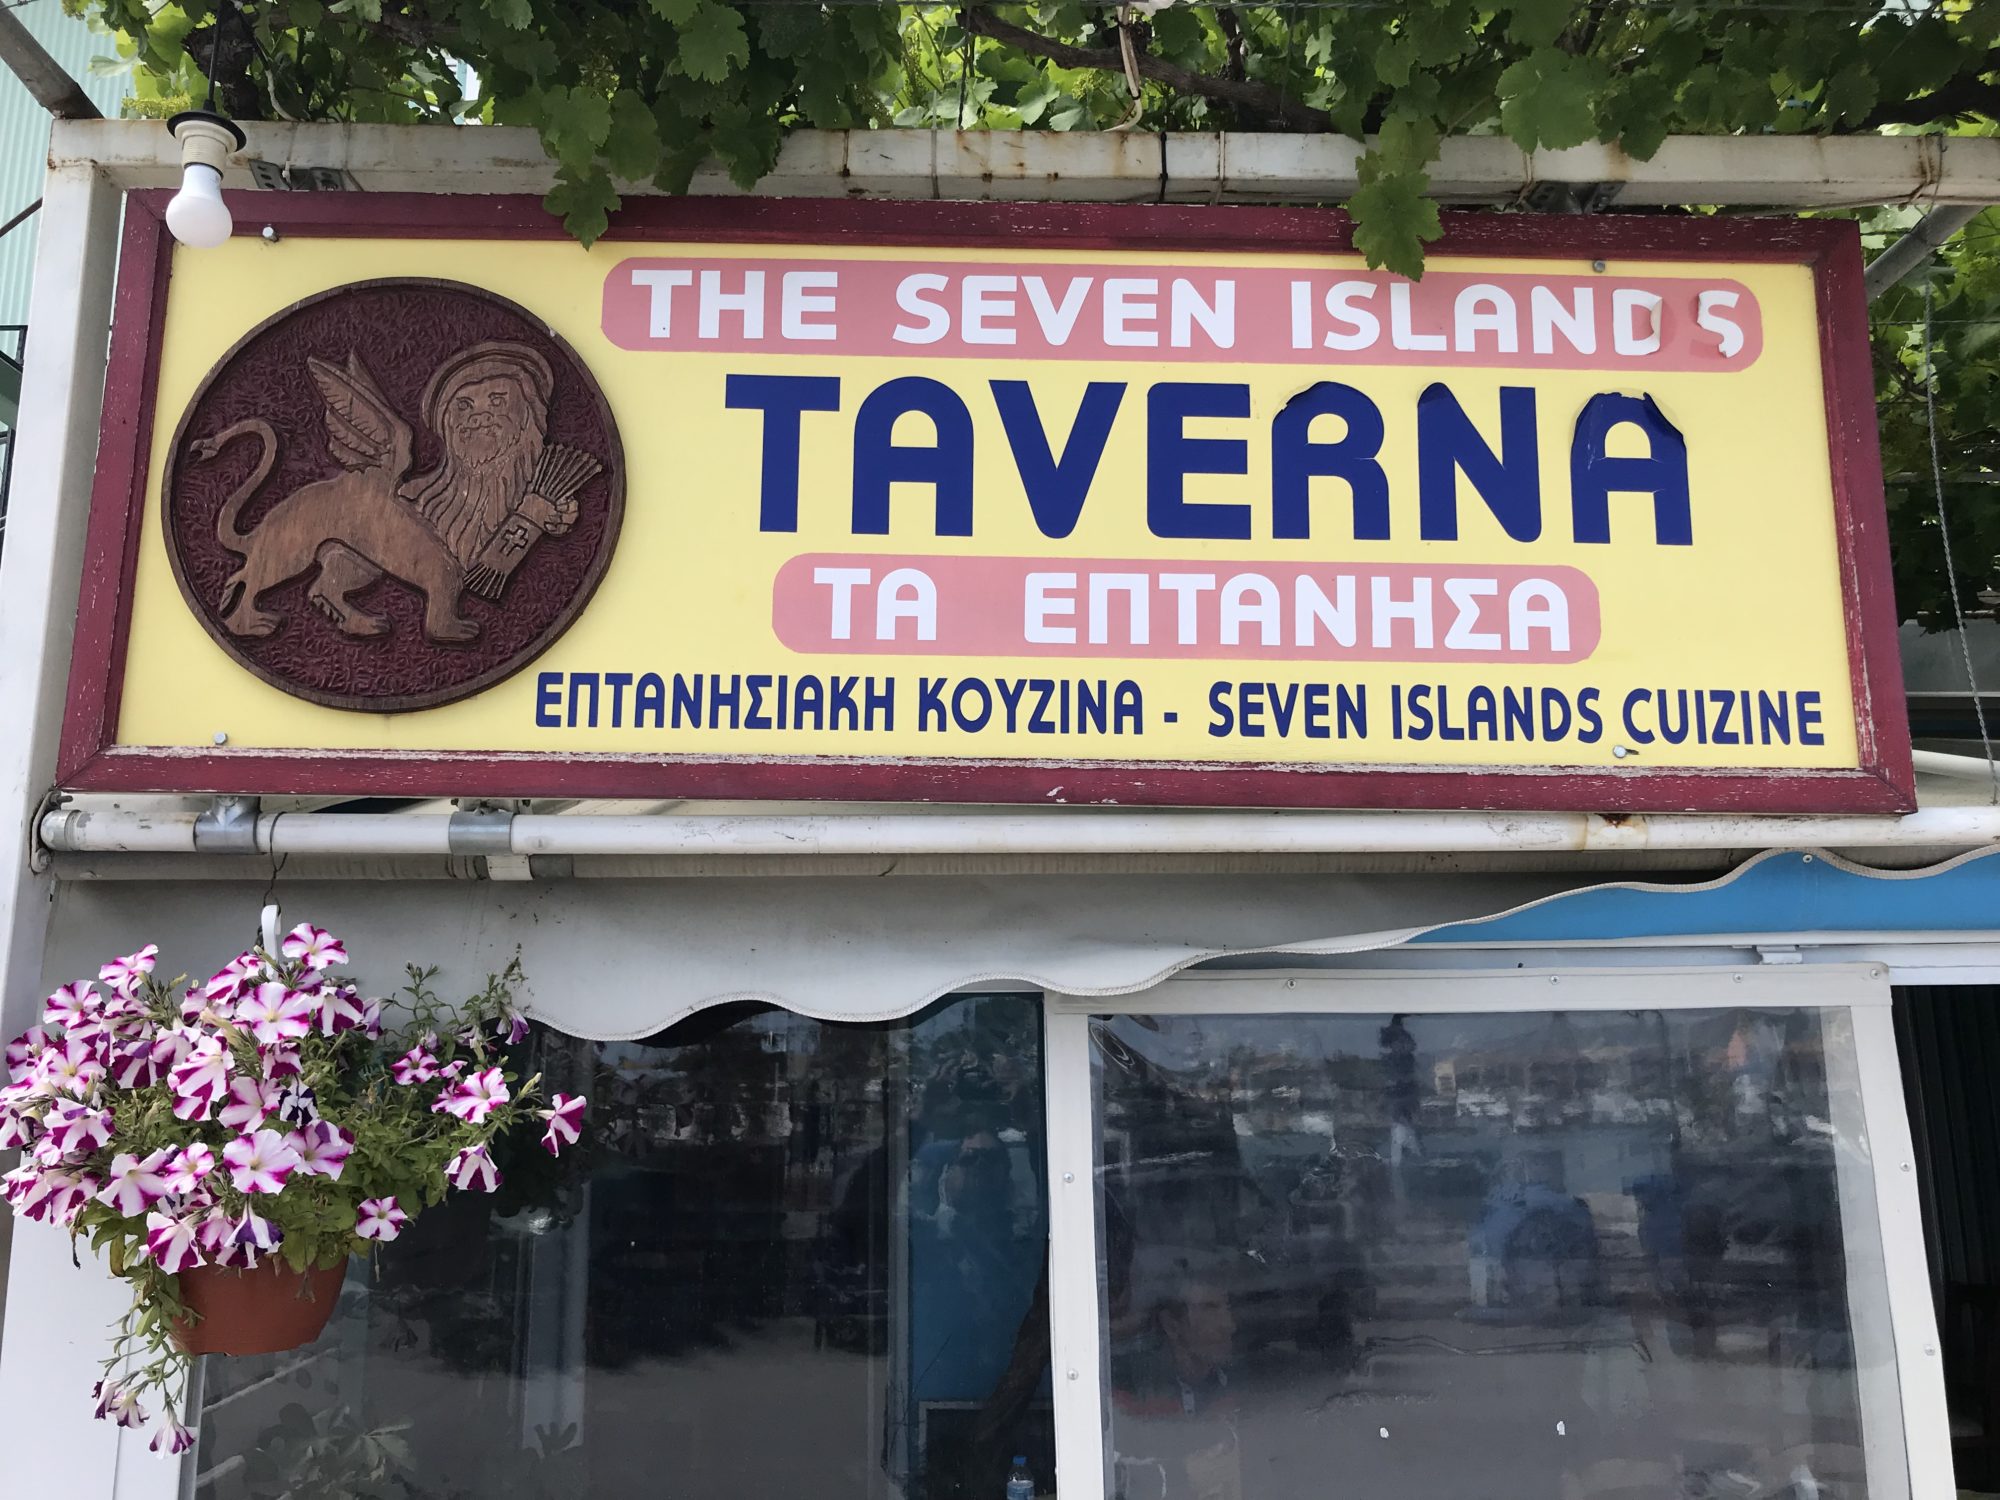 THE SEVEN ISLANDS
TAVERNA
ΤΑ ΕΠΤΑΝΗΣΑ
ΕΠΤΑΝΗΣΙΑΚΗ ΚΟΥΖΙΝΑ - SEVEN ISLANDS CUIZINE